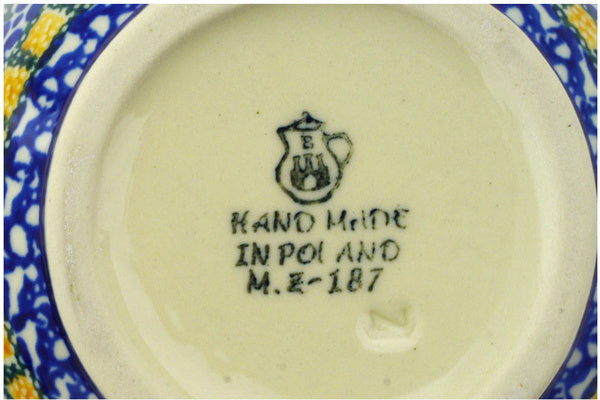 B
HAND MADE
IN POLAND
M.Z-187
N